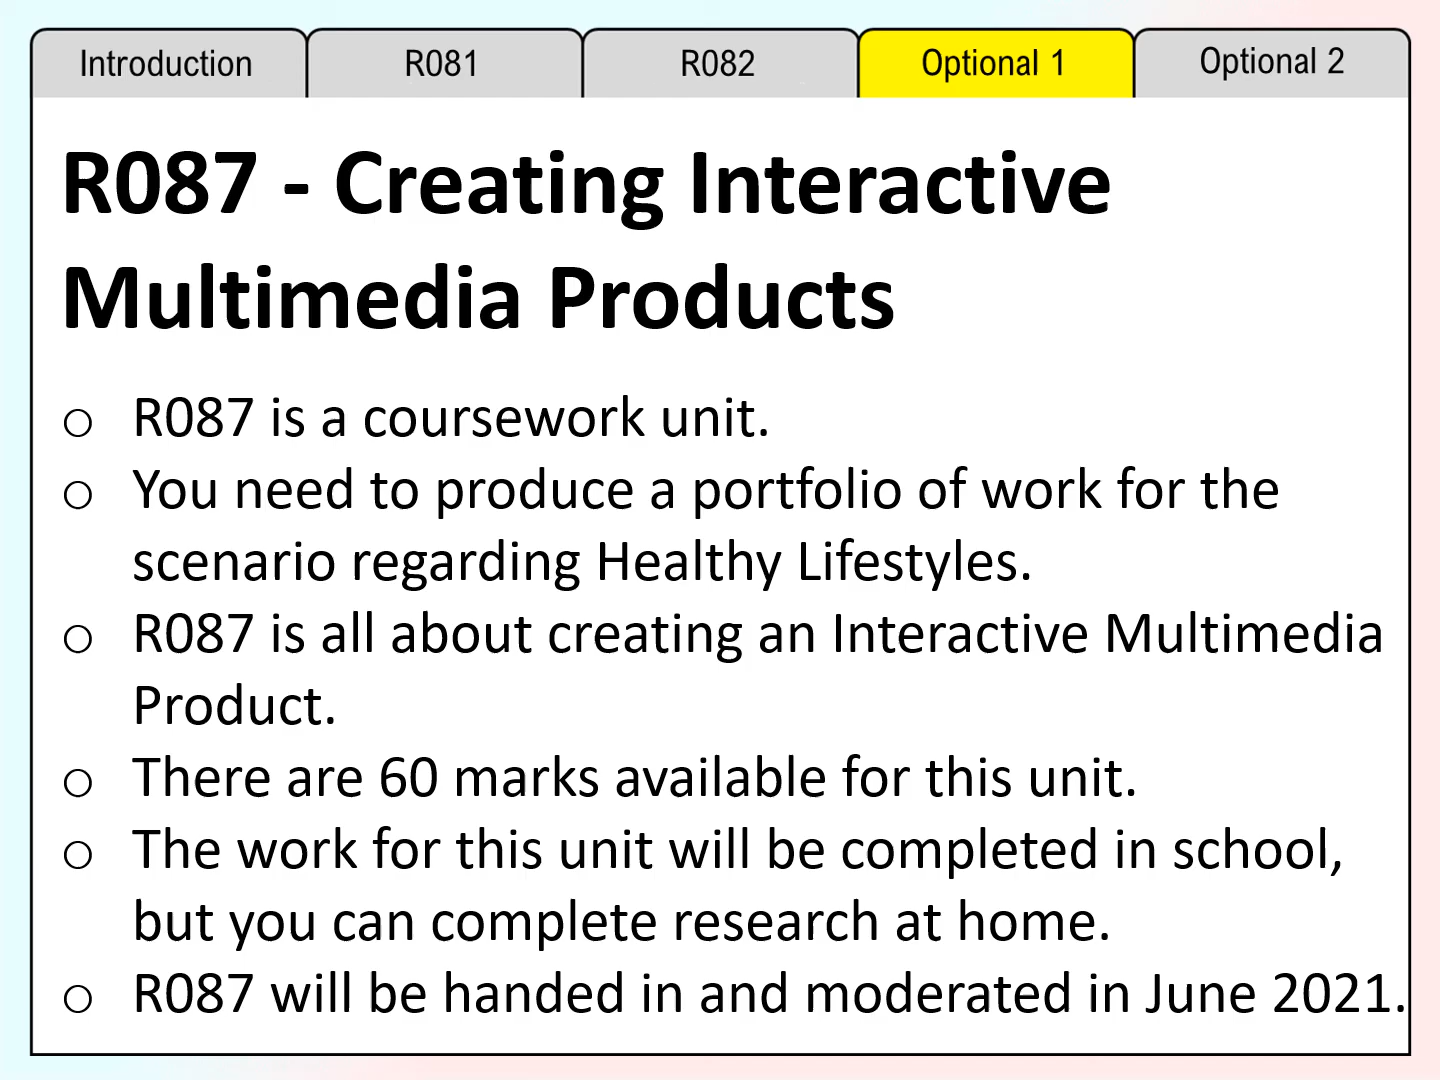 Introduction
R081
R082
Optional 1
Optional 2
R087 - Creating Interactive
Multimedia Products
o R087 is a coursework unit.
o You need to produce a portfolio of work for the
scenario regarding Healthy Lifestyles.
o R087 is all about creating an Interactive Multimedia
Product.
o There are 60 marks available for this unit.
o The work for this unit will be completed in school,
but you can complete research at home.
o R087 will be handed in and moderated in June 2021.